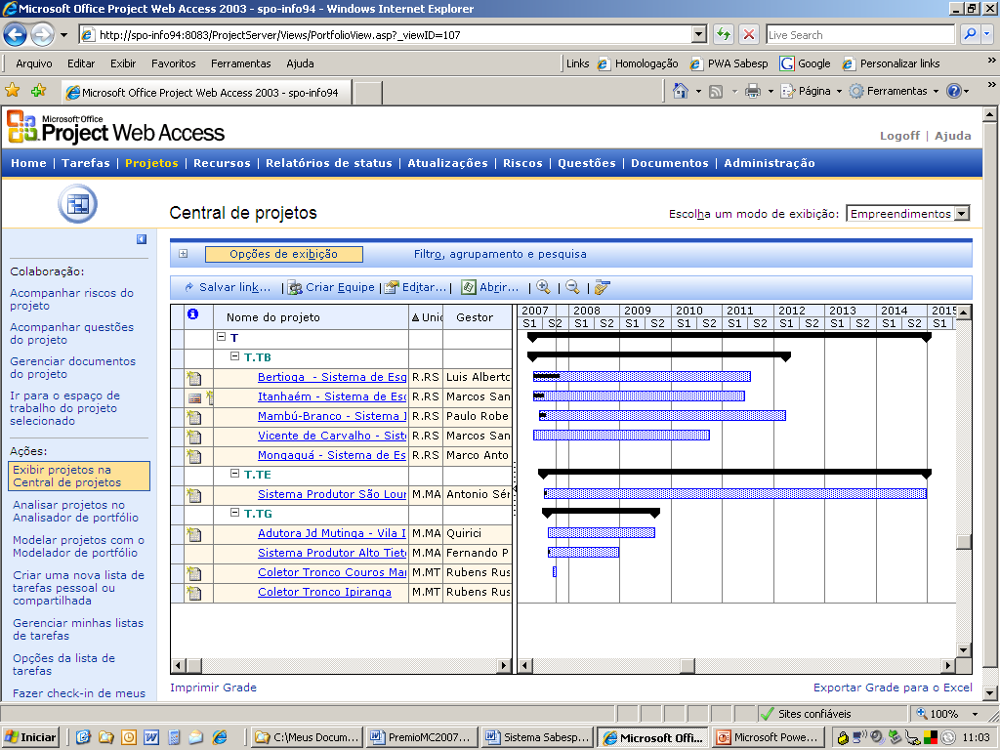 Microsoft Office Project Web Access 2003 - spo-info94 - Windows Internet Explorer
http://spo-info94:8083/ProjectServer/Views/PortfolioView.asp?_viewID=107
Live Search
Arquivo Editar Exibir Favoritos Ferramentas Ajuda
Links Homologação PWA Sabesp Google Personalizar links
Microsoft Office Project Web Access 2003 - spo-info94
Página Ferramentas
Microsoft Office
Project Web Access
Logoff | Ajuda
Home | Tarefas | Projetos | Recursos | Relatórios de status | Atualizações | Riscos | Questões | Documentos | Administração
Central de projetos
Escolha um modo de exibição: Empreendimentos
Colaboração:
Acompanhar riscos do
projeto
Acompanhar questões
do projeto
Gerenciar documentos
do projeto
Ir para o espaço de
trabalho do projeto
selecionado
Ações:
Exibir projetos na
Central de projetos
Analisar projetos no
Analisador de portfólio
Modelar projetos com o
Modelador de portfólio
Criar uma nova lista de
tarefas pessoal ou
compartilhada
Gerenciar minhas listas
de tarefas
Opções da lista de
tarefas
Fazer check-in de meus
Opções de exibição Filtro, agrupamento e pesquisa
Salvar link... | Criar Equipe | Editar... | Abrir... | | |
Nome do projeto Unid Gestor
2007 2008 2009 2010 2011 2012 2013 2014 2015
S1 S2 S1 S2 S1 S2 S1 S2 S1 S2 S1 S2 S1 S2 S1 S2 S1
T
T.TB
Bertioga - Sistema de Esg R.RS Luis Alberto
Itanhaém - Sistema de Esg R.RS Marcos San
Mambú-Branco - Sistema R.RS Paulo Robe
Vicente de Carvalho - Sist R.RS Marcos San
Mongaguá - Sistema de Es R.RS Marco Anto
T.TE
Sistema Produtor São Lour M.MA Antonio Sér
T.TG
Adutora Jd Mutinga - Vila I M.MA Quirici
Sistema Produtor Alto Tiet M.MA Fernando P
Coletor Tronco Couros Mar M.MT Rubens Rus
Coletor Tronco Ipiranga M.MT Rubens Rus
Imprimir Grade Exportar Grade para o Excel
Sites confiáveis 100%
Iniciar C:\Meus Docum... PremioMC2007... Sistema Sabesp... Microsoft Offi... Microsoft Powe... 11:03